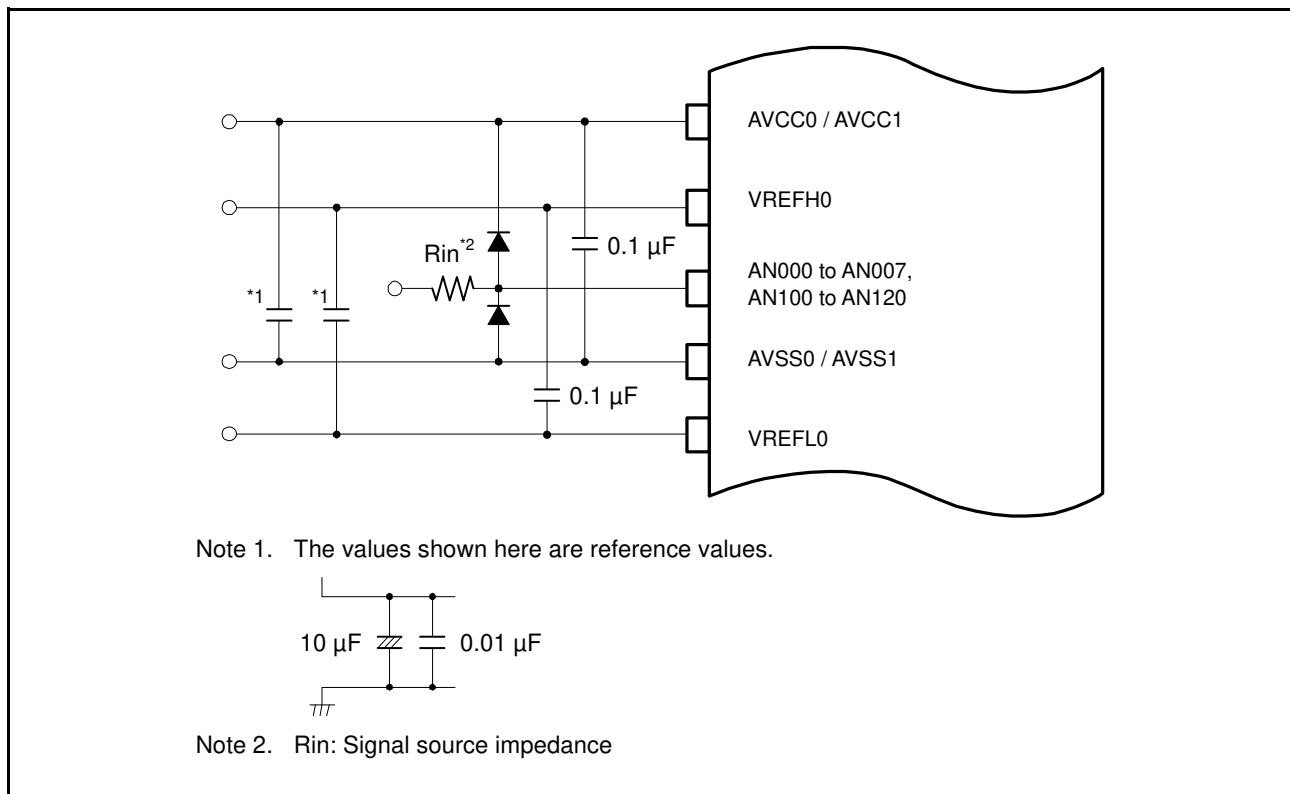 AVCC0 / AVCC1
VREFH0
Rin*2
0.1 µF
AN000 to AN007,
AN100 to AN120
*1
*1
AVSS0 / AVSS1
0.1 µF
VREFL0
Note 1. The values shown here are reference values.
10 µF
0.01 µF
Note 2. Rin: Signal source impedance